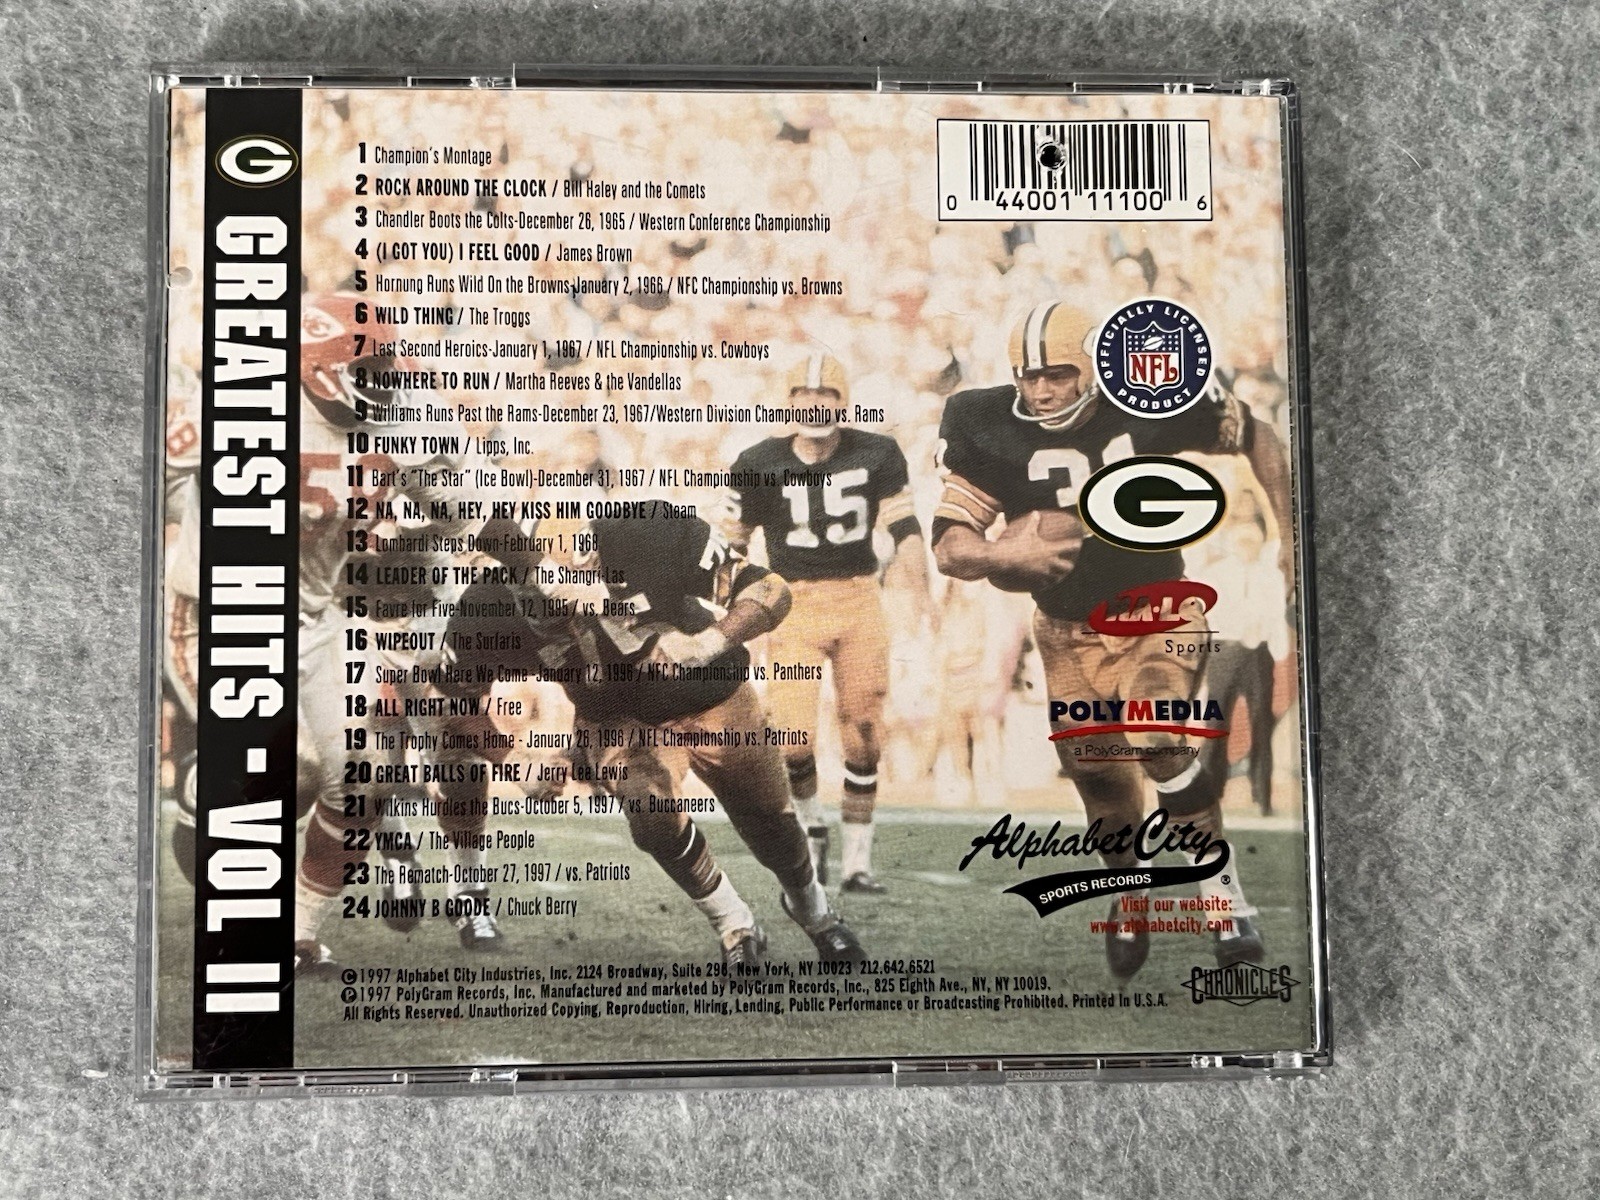 G GREATEST HITS · VOL II
1 Champion's Montage
2 ROCK AROUND THE CLOCK / Bill Haley and the Comets
3 Chandler Boots the Colts-December 26, 1965 / Western Conference Championship
4 (I GOT YOU) I FEEL GOOD / James Brown
5 Hornung Runs Wild On the Browns-January 2, 1966 / NFC Championship vs. Browns
6 WILD THING / The Troggs
7 Last Second Heroics-January 1, 1967 / NFL Championship vs. Cowboys
8 NOWHERE TO RUN / Martha Reeves & the Vandellas
9 Williams Runs Past the Rams-December 23, 1967/Western Division Championship vs. Rams
10 FUNKY TOWN / Lipps, Inc.
11 Bart's "The Star" (Ice Bowl)-December 31, 1967 / NFL Championship vs. Cowboys
12 NA, NA, NA, HEY, HEY KISS HIM GOODBYE / Steam
13 Lombardi Steps Down-February 1, 1968
14 LEADER OF THE PACK / The Shangri-Las
15 Favre for Five-November 12, 1995 / vs. Bears
16 WIPEOUT / The Surfaris
17 Super Bowl Here We Come -January 12, 1996 / NFC Championship vs. Panthers
18 ALL RIGHT NOW / Free
19 The Trophy Comes Home - January 26, 1996 / NFL Championship vs. Patriots
20 GREAT BALLS OF FIRE / Jerry Lee Lewis
21 Wilkins Hurdles the Bucs-October 5, 1997 / vs. Buccaneers
22 YMCA / The Village People
23 The Rematch-October 27, 1997 / vs. Patriots
24 JOHNNY B GOODE / Chuck Berry
0 44001 11100 6
OFFICIALLY LICENSED
NFL
PRODUCT
15
31
G
HA·LO
Sports
POLYMEDIA
a PolyGram company
Alphabet City
SPORTS RECORDS
Visit our website:
www.alphabetcity.com
©1997 Alphabet City Industries, Inc. 2124 Broadway, Suite 296, New York, NY 10023 212.642.6521
℗1997 PolyGram Records, Inc. Manufactured and marketed by PolyGram Records, Inc., 825 Eighth Ave., NY, NY 10019.
All Rights Reserved. Unauthorized Copying, Reproduction, Hiring, Lending, Public Performance or Broadcasting Prohibited. Printed in U.S.A.
CHRONICLES